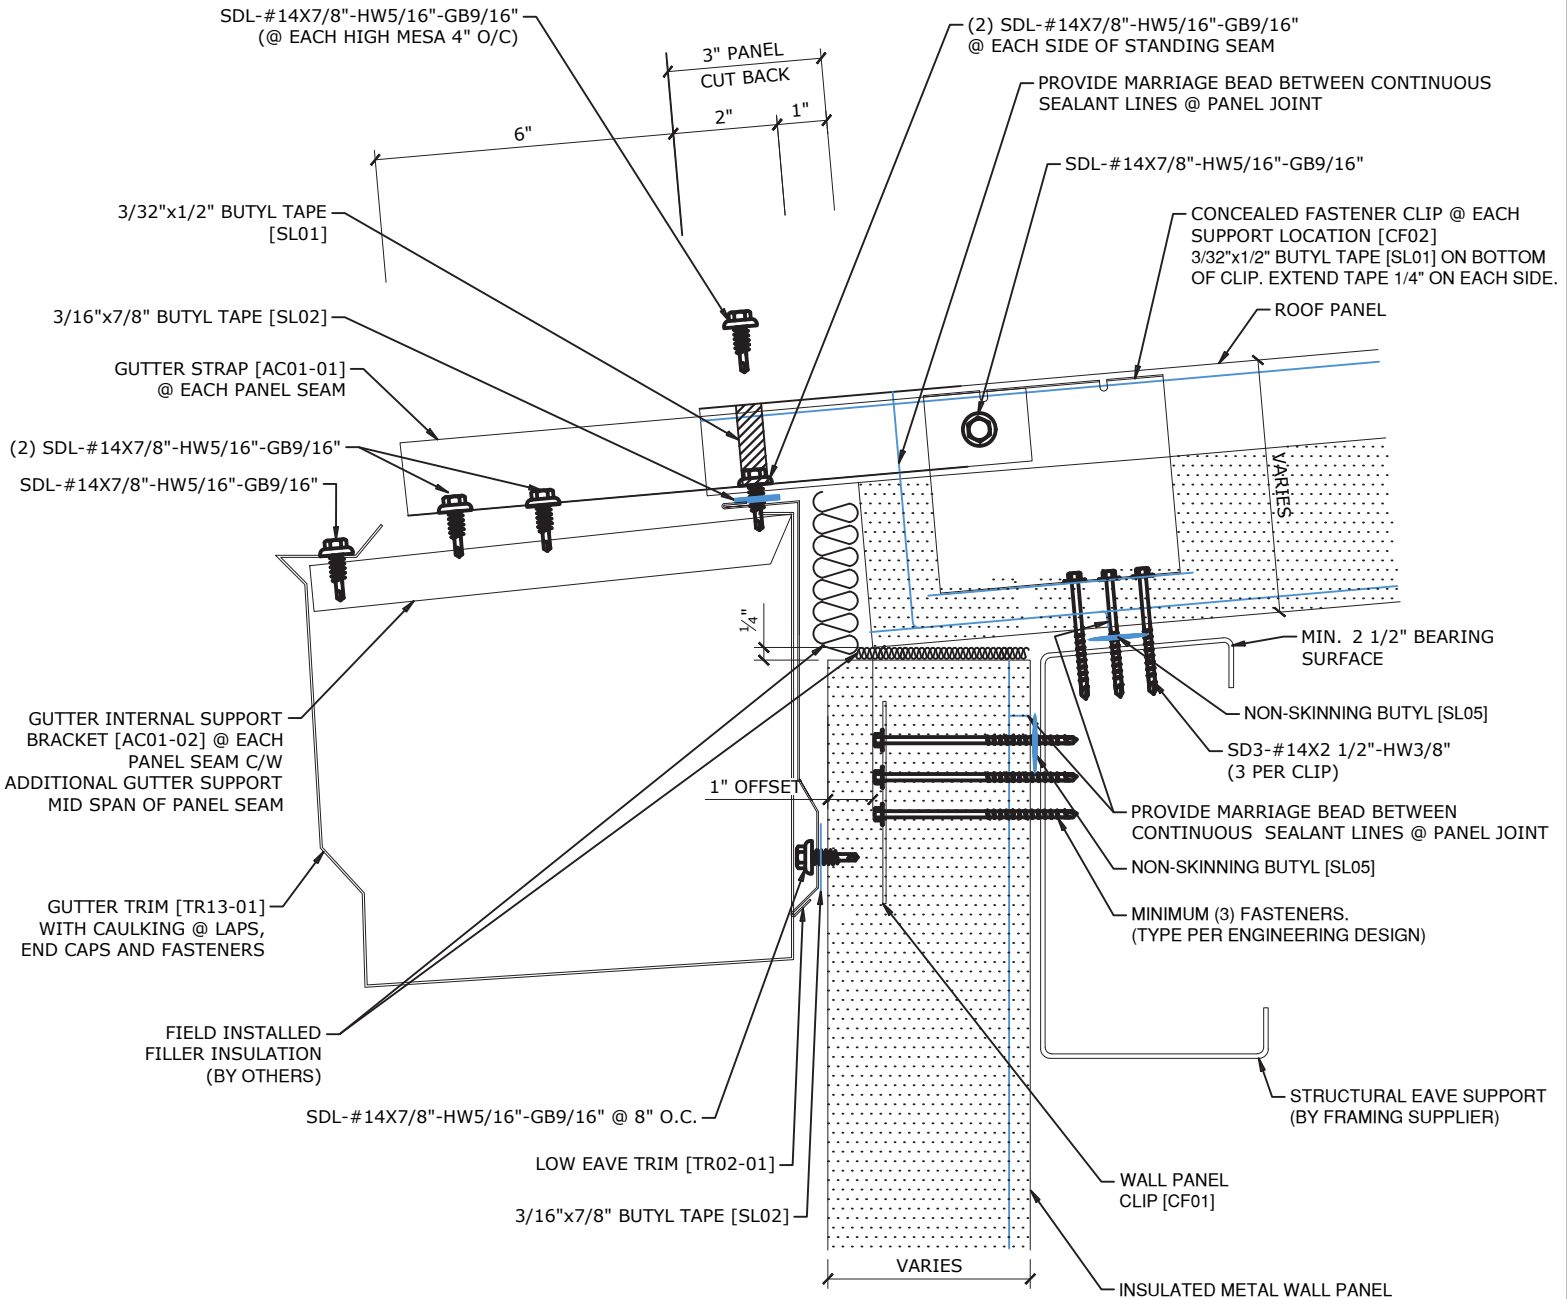 SDL-#14X7/8"-HW5/16"-GB9/16"
(@ EACH HIGH MESA 4" O/C)
(2) SDL-#14X7/8"-HW5/16"-GB9/16"
@ EACH SIDE OF STANDING SEAM
3" PANEL
CUT BACK
6"
2"
1"
PROVIDE MARRIAGE BEAD BETWEEN CONTINUOUS
SEALANT LINES @ PANEL JOINT
SDL-#14X7/8"-HW5/16"-GB9/16"
3/32"x1/2" BUTYL TAPE
[SL01]
CONCEALED FASTENER CLIP @ EACH
SUPPORT LOCATION [CF02]
3/32"x1/2" BUTYL TAPE [SL01] ON BOTTOM
OF CLIP. EXTEND TAPE 1/4" ON EACH SIDE.
3/16"x7/8" BUTYL TAPE [SL02]
ROOF PANEL
GUTTER STRAP [AC01-01]
@ EACH PANEL SEAM
(2) SDL-#14X7/8"-HW5/16"-GB9/16"
SDL-#14X7/8"-HW5/16"-GB9/16"
VARIES
1/4"
MIN. 2 1/2" BEARING
SURFACE
GUTTER INTERNAL SUPPORT
BRACKET [AC01-02] @ EACH
PANEL SEAM C/W
ADDITIONAL GUTTER SUPPORT
MID SPAN OF PANEL SEAM
NON-SKINNING BUTYL [SL05]
SD3-#14X2 1/2"-HW3/8"
(3 PER CLIP)
1" OFFSET
PROVIDE MARRIAGE BEAD BETWEEN
CONTINUOUS SEALANT LINES @ PANEL JOINT
NON-SKINNING BUTYL [SL05]
GUTTER TRIM [TR13-01]
WITH CAULKING @ LAPS,
END CAPS AND FASTENERS
MINIMUM (3) FASTENERS.
(TYPE PER ENGINEERING DESIGN)
FIELD INSTALLED
FILLER INSULATION
(BY OTHERS)
STRUCTURAL EAVE SUPPORT
(BY FRAMING SUPPLIER)
SDL-#14X7/8"-HW5/16"-GB9/16" @ 8" O.C.
LOW EAVE TRIM [TR02-01]
WALL PANEL
CLIP [CF01]
3/16"x7/8" BUTYL TAPE [SL02]
VARIES
INSULATED METAL WALL PANEL